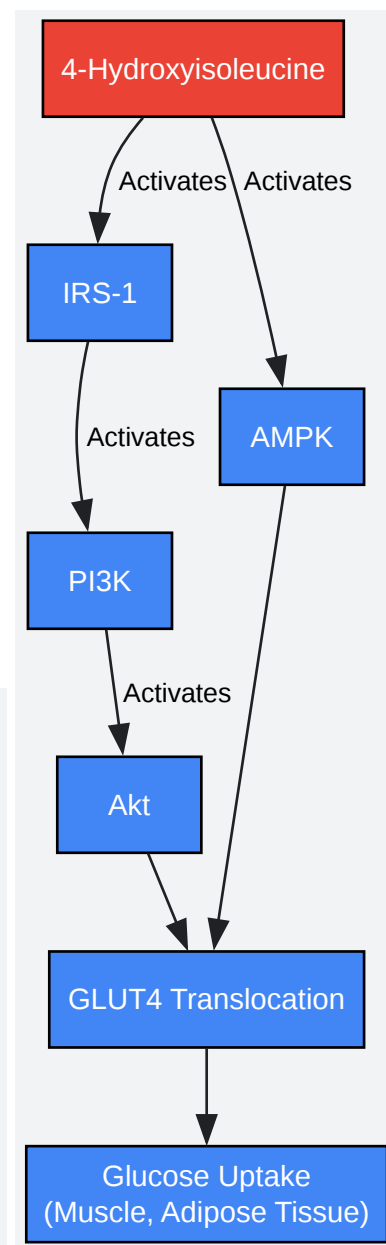 4-Hydroxyisoleucine
Activates
Activates
IRS-1
AMPK
Activates
PI3K
Activates
Akt
GLUT4 Translocation
Glucose Uptake
(Muscle, Adipose Tissue)